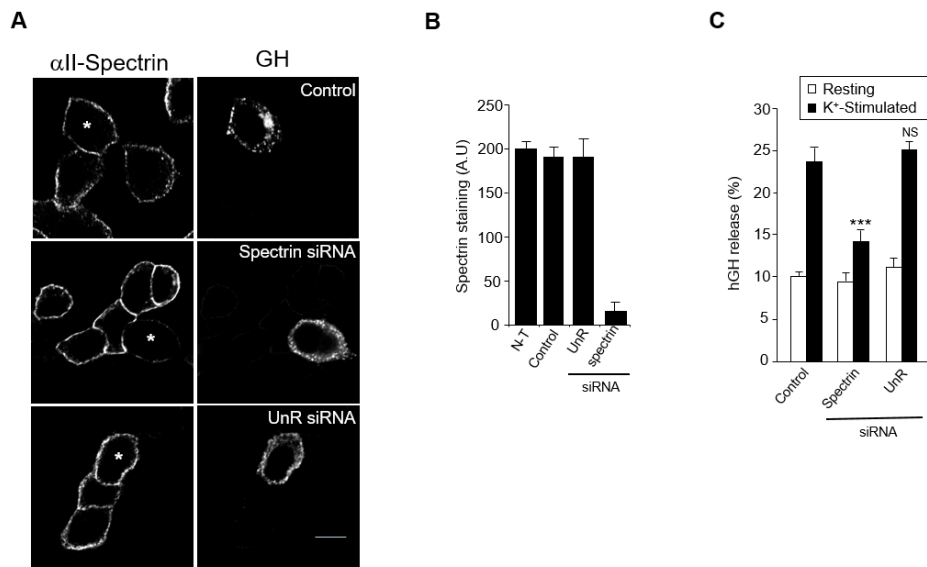 A
αII-Spectrin
GH
Control
*
Spectrin siRNA
*
UnR siRNA
*
B
Spectrin staining (A.U)
250
200
150
100
50
0
N-T
Control
UnR
spectrin
siRNA
C
Resting
K⁺-Stimulated
hGH release (%)
30
25
20
15
10
5
0
NS
***
Control
Spectrin
UnR
siRNA